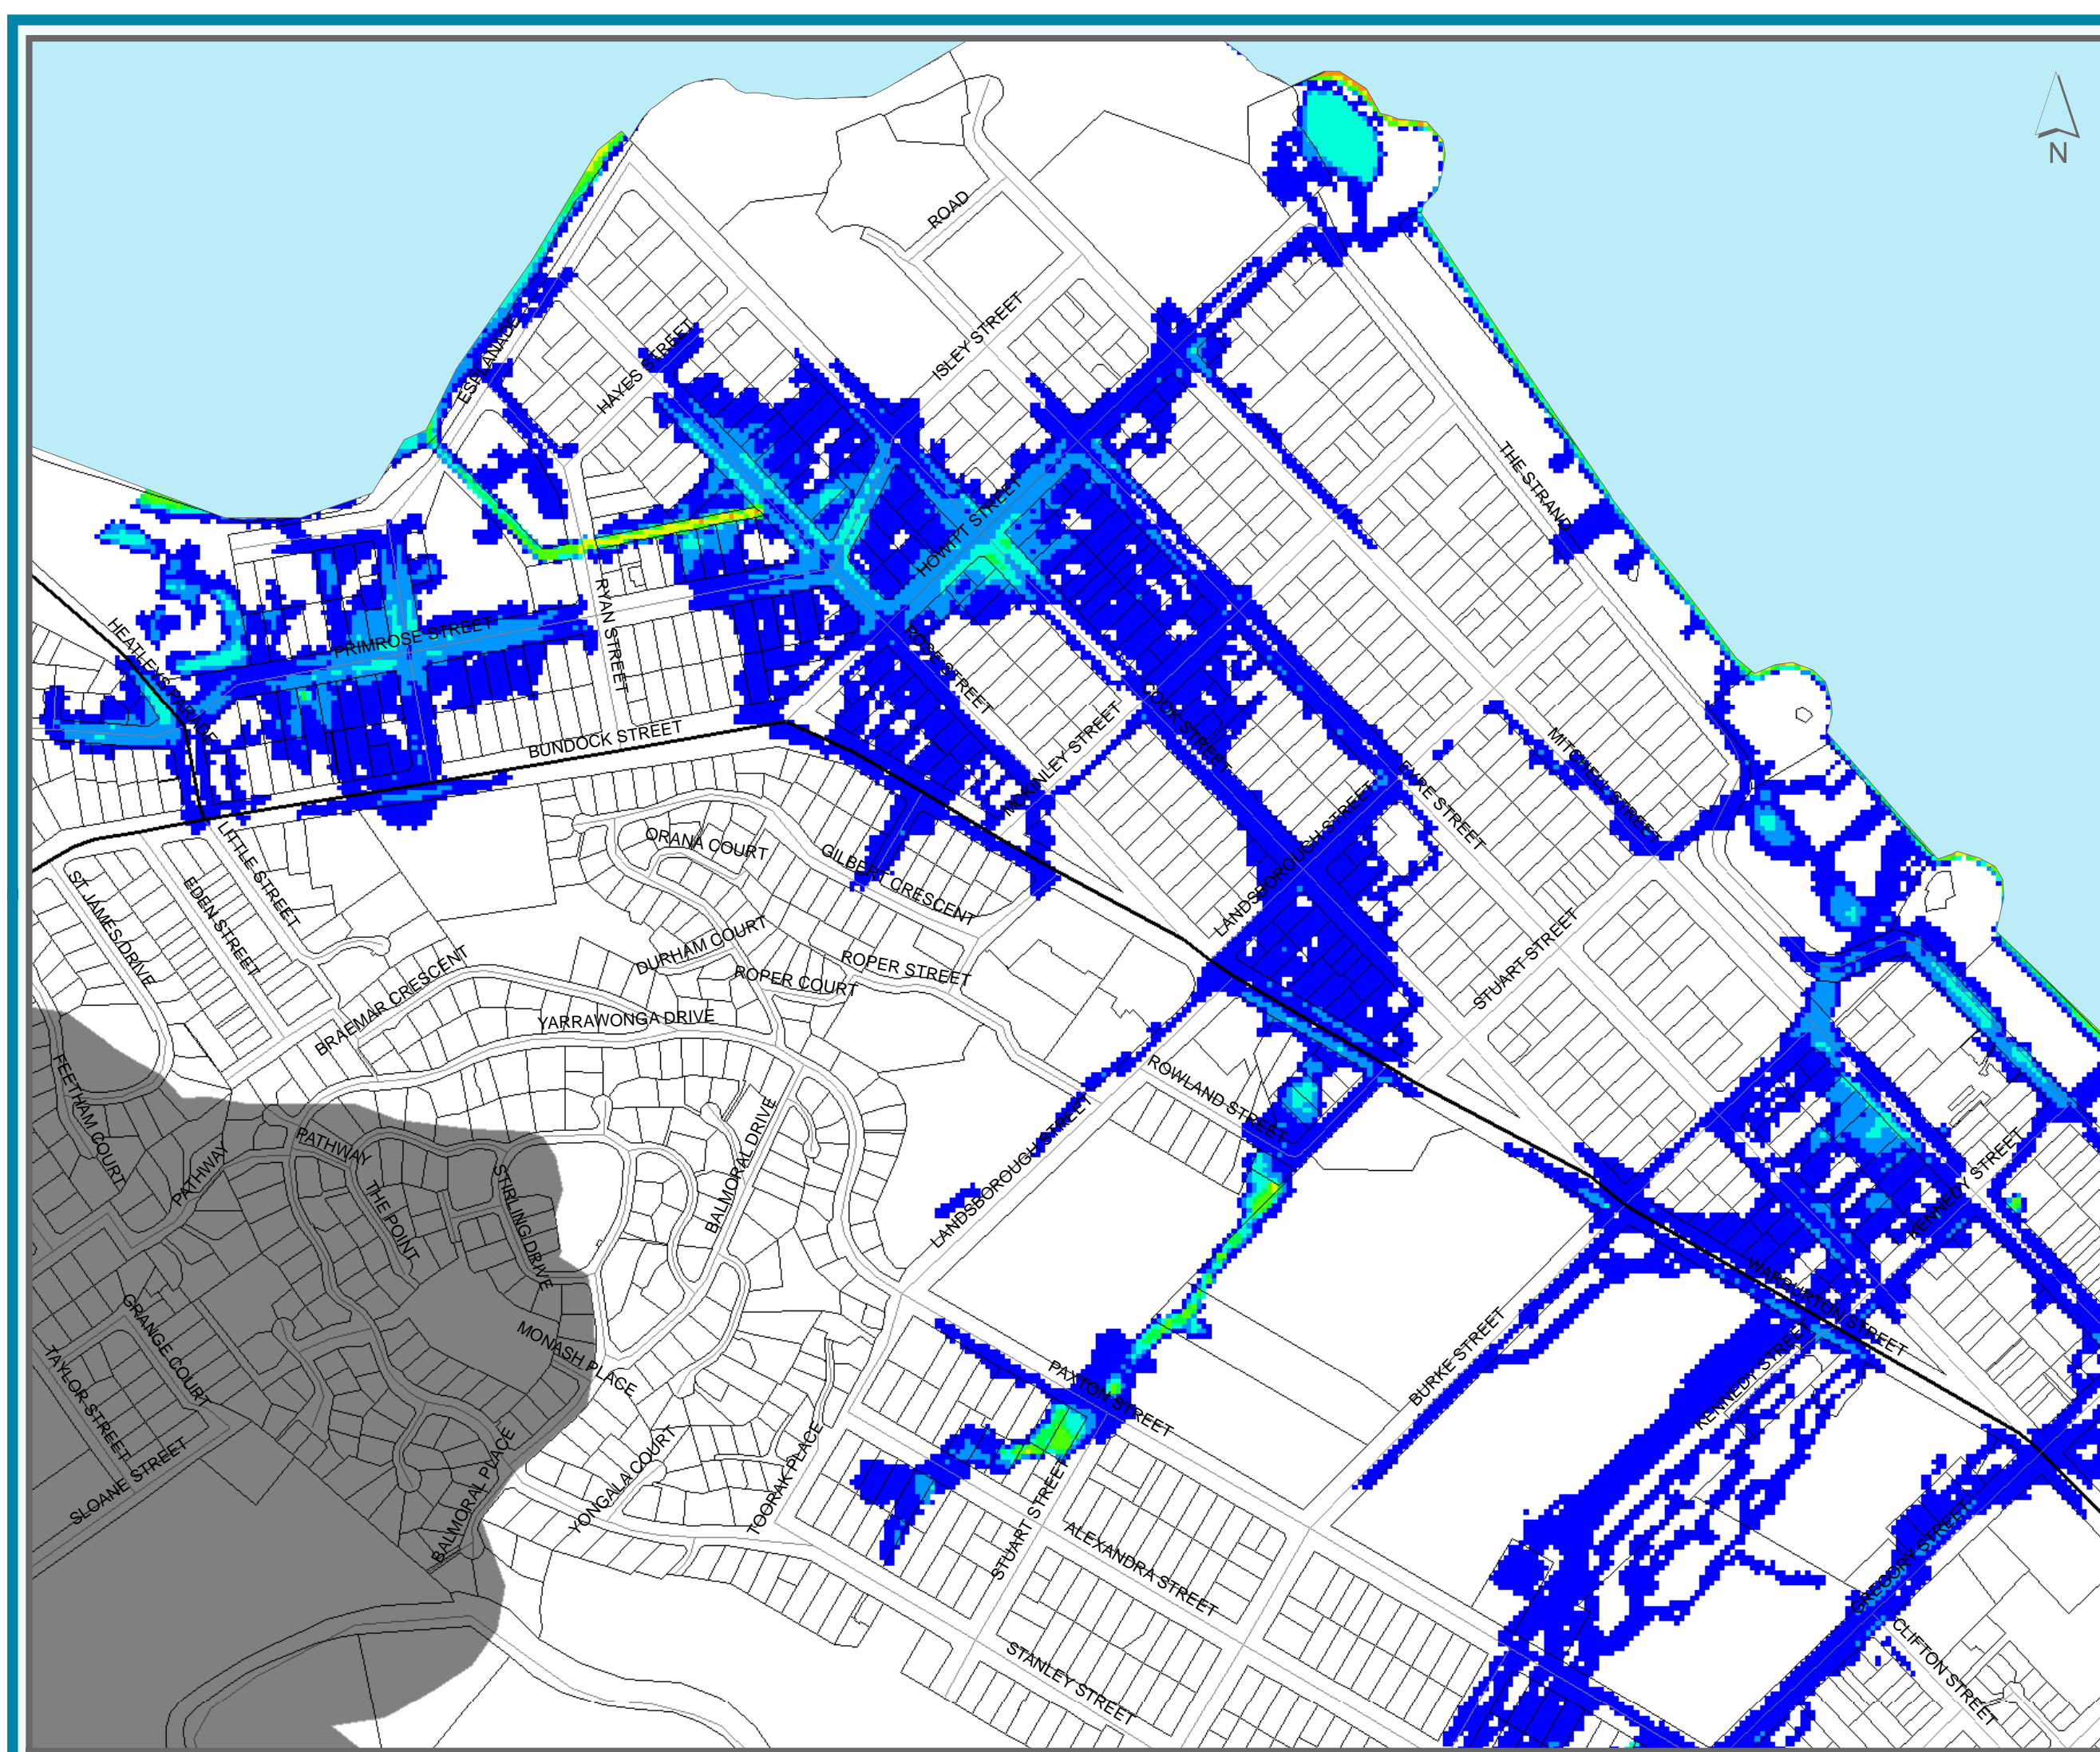 N
ROAD
ISLEY STREET
ESPLANADE
HAYES STREET
THE STRAND
HOWITT STREET
RYAN STREET
PRIMROSE STREET
HEATLEYS PARADE
ROSE STREET
COOK STREET
MCKINLEY STREET
BUNDOCK STREET
MITCHELL STREET
EYRE STREET
LANDSBOROUGH STREET
LITTLE STREET
ORANA COURT
GILBERT CRESCENT
ST JAMES DRIVE
EDEN STREET
STUART STREET
DURHAM COURT
ROPER STREET
ROPER COURT
BRAEMAR CRESCENT
YARRAWONGA DRIVE
ROWLAND STREET
FEETHAM COURT
PATHWAY
PATHWAY
BALMORAL DRIVE
LANDSBOROUGH STREET
KENNEDY STREET
THE POINT
STIRLING DRIVE
WARBURTON STREET
GRANGE COURT
MONASH PLACE
BURKE STREET
KENNEDY STREET
TAYLOR STREET
PAXTON STREET
SLOANE STREET
BALMORAL PLACE
YONGALA COURT
TOORAK PLACE
STUART STREET
ALEXANDRA STREET
GREGORY STREET
CLIFTON STREET
STANLEY STREET